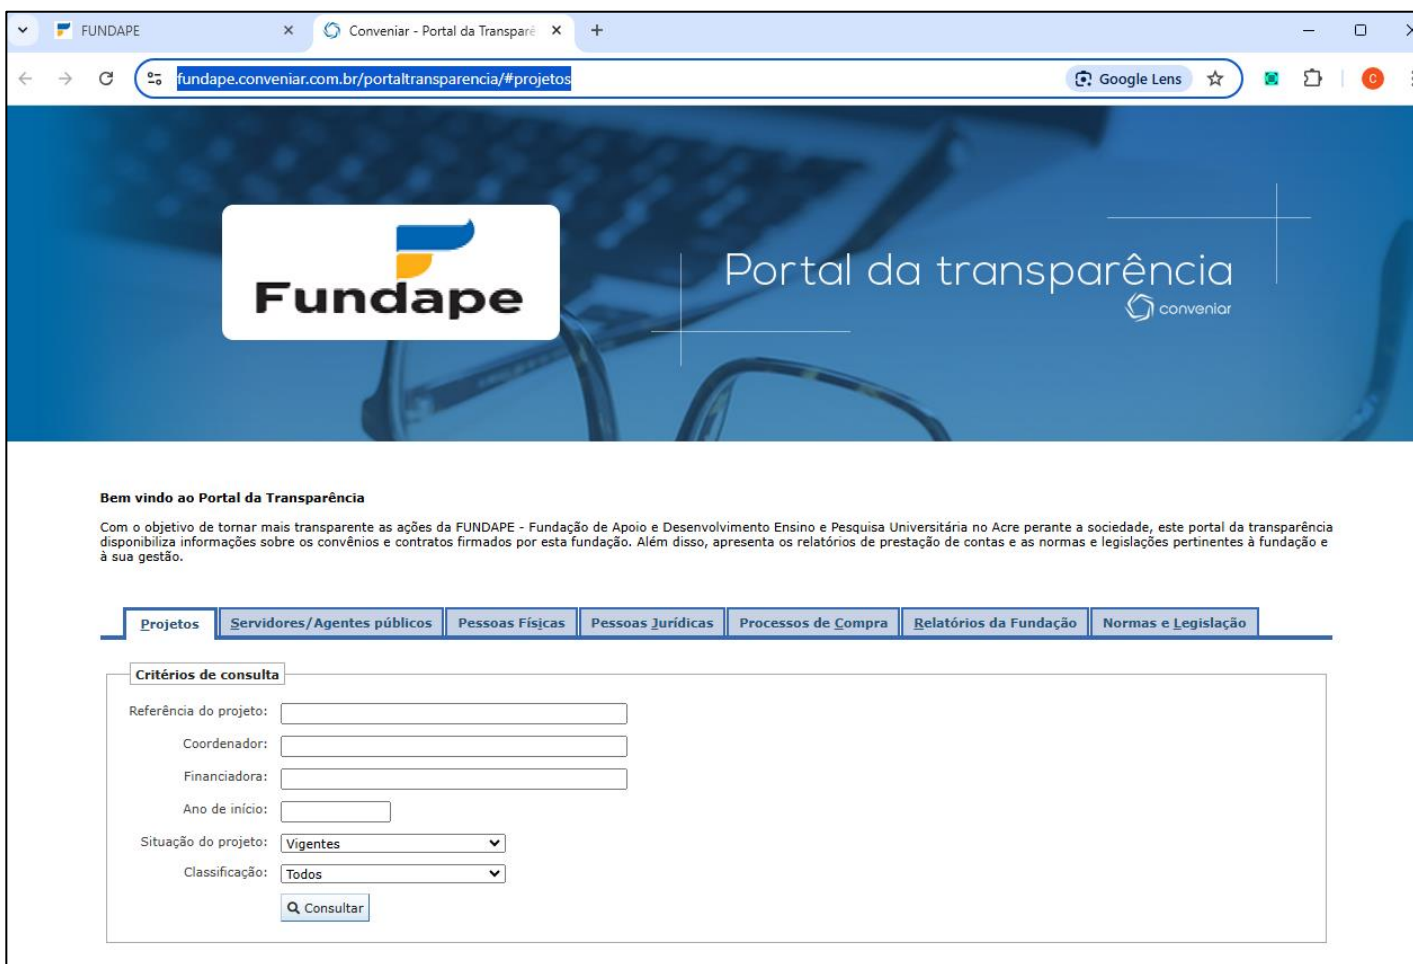 FUNDAPE
Conveniar - Portal da Transparê
fundape.conveniar.com.br/portaltransparencia/#projetos
Google Lens
C
Fundape
Portal da transparência
conveniar
Bem vindo ao Portal da Transparência
Com o objetivo de tornar mais transparente as ações da FUNDAPE - Fundação de Apoio e Desenvolvimento Ensino e Pesquisa Universitária no Acre perante a sociedade, este portal da transparência
disponibiliza informações sobre os convênios e contratos firmados por esta fundação. Além disso, apresenta os relatórios de prestação de contas e as normas e legislações pertinentes à fundação e
à sua gestão.
Projetos Servidores/Agentes públicos Pessoas Físicas Pessoas Jurídicas Processos de Compra Relatórios da Fundação Normas e Legislação
Critérios de consulta
Referência do projeto:
Coordenador:
Financiadora:
Ano de início:
Situação do projeto: Vigentes
Classificação: Todos
Consultar